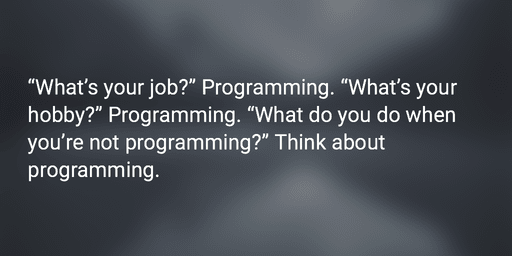 “What’s your job?” Programming. “What’s your
hobby?” Programming. “What do you do when
you’re not programming?” Think about
programming.